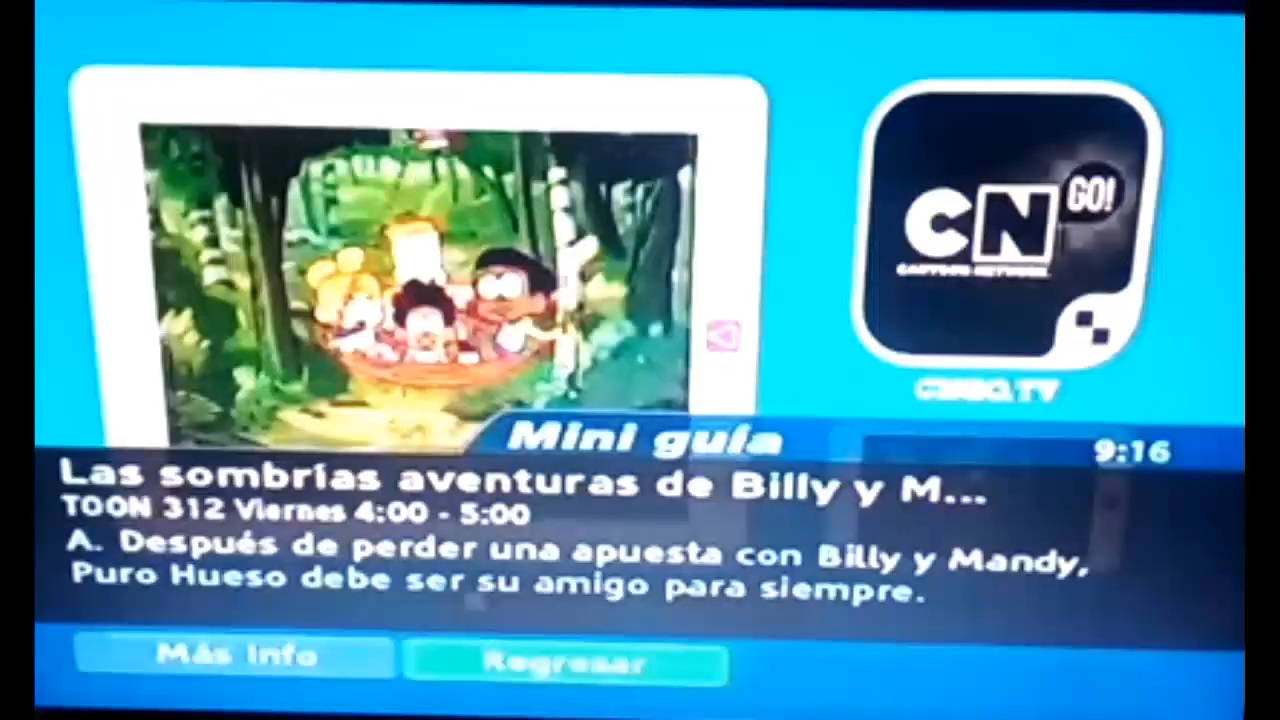 CN GO!
CARTOON NETWORK
Mini guía
9:16
Las sombrías aventuras de Billy y M...
TOON 312 Viernes 4:00 - 5:00
A. Después de perder una apuesta con Billy y Mandy,
Puro Hueso debe ser su amigo para siempre.
Más info
Regresar